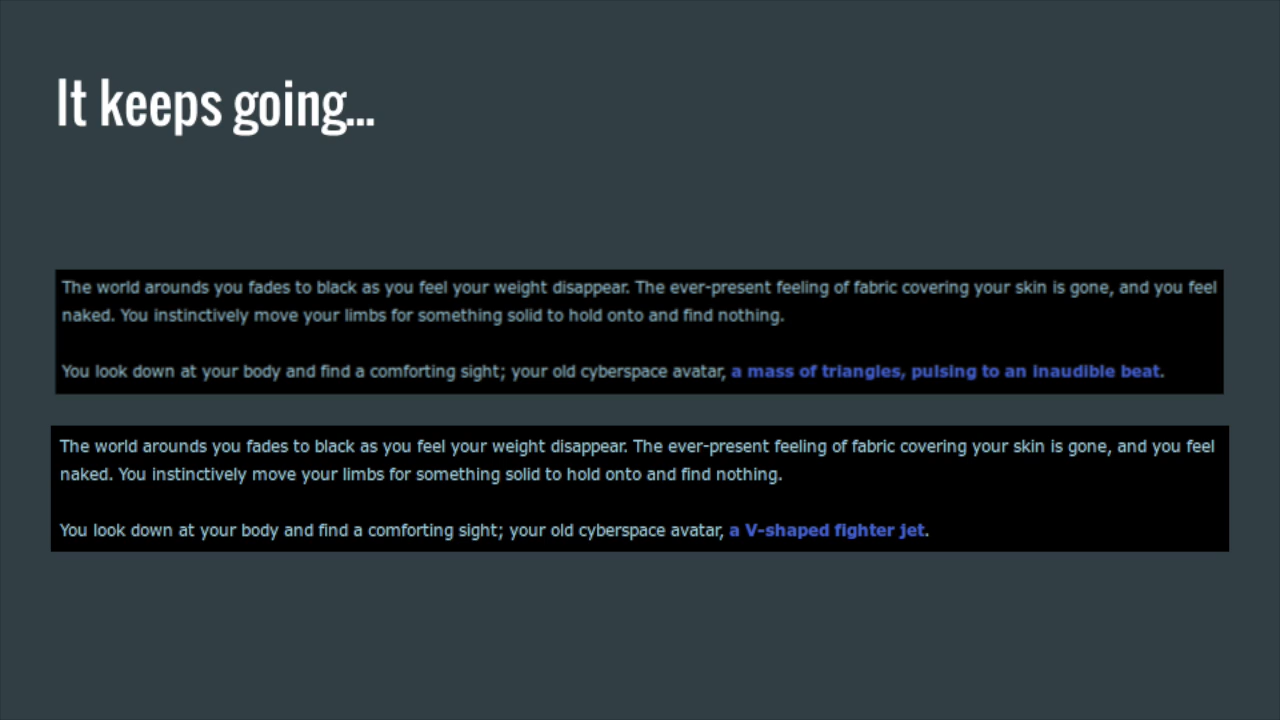 It keeps going...
The world arounds you fades to black as you feel your weight disappear. The ever-present feeling of fabric covering your skin is gone, and you feel
naked. You instinctively move your limbs for something solid to hold onto and find nothing.
You look down at your body and find a comforting sight; your old cyberspace avatar, a mass of triangles, pulsing to an inaudible beat.
The world arounds you fades to black as you feel your weight disappear. The ever-present feeling of fabric covering your skin is gone, and you feel
naked. You instinctively move your limbs for something solid to hold onto and find nothing.
You look down at your body and find a comforting sight; your old cyberspace avatar, a V-shaped fighter jet.